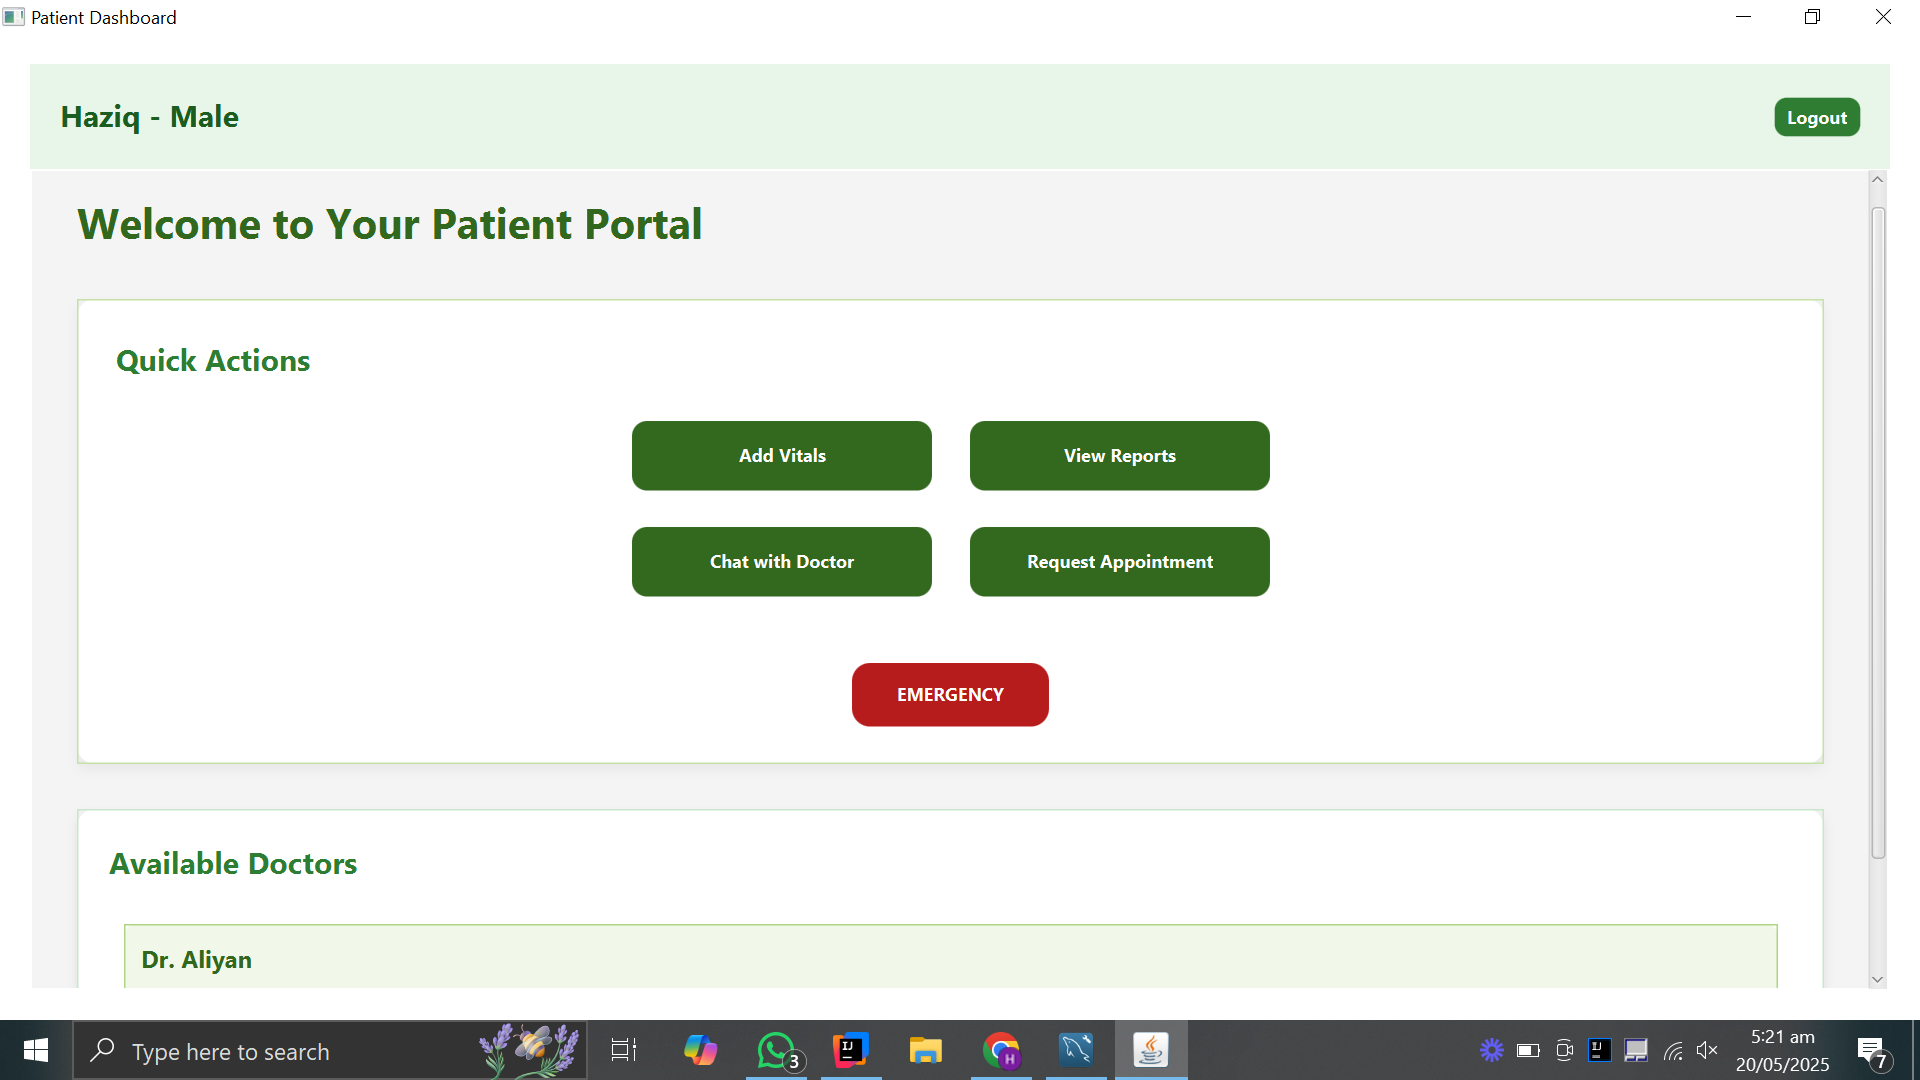 Patient Dashboard
Haziq - Male
Logout
Welcome to Your Patient Portal
Quick Actions
Add Vitals
View Reports
Chat with Doctor
Request Appointment
EMERGENCY
Available Doctors
Dr. Aliyan
Type here to search
3
IJ
H
IJ
5:21 am
20/05/2025
7